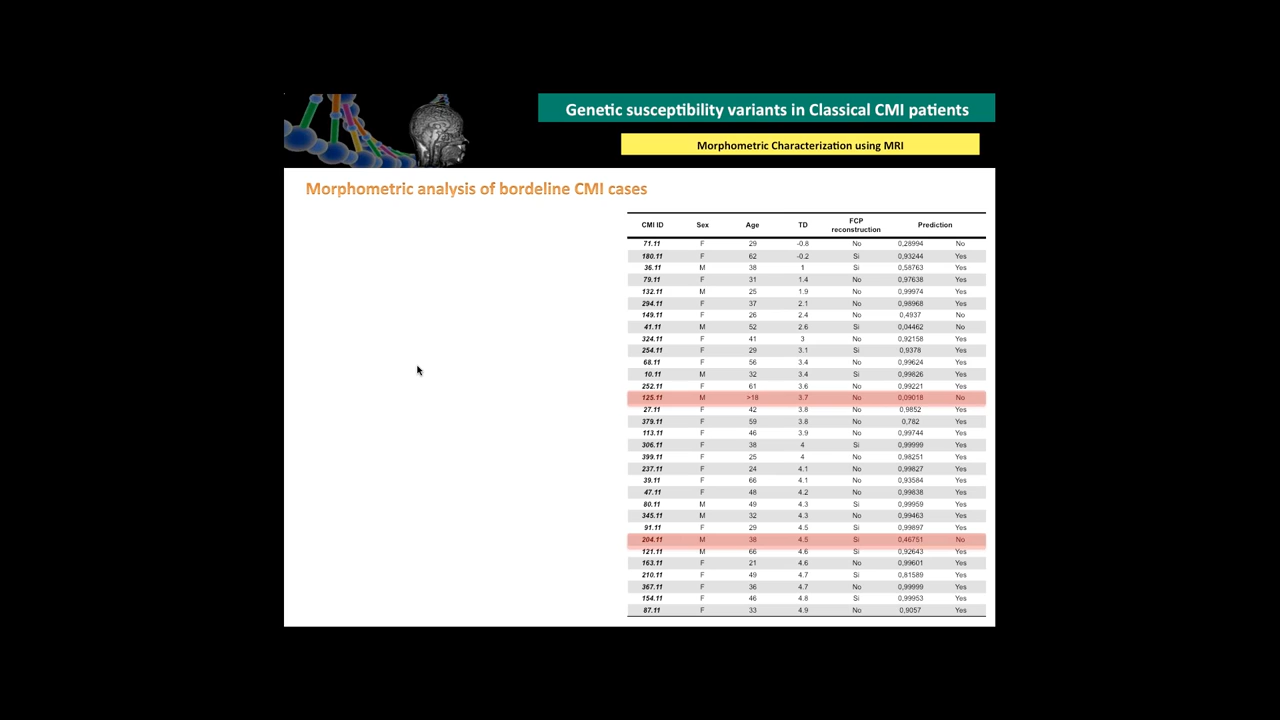 Genetic susceptibility variants in Classical CMI patients
Morphometric Characterization using MRI
Morphometric analysis of bordeline CMI cases
CMI ID Sex Age TD FCP reconstruction Prediction
71.11 F 29 -0.8 No 0,28994 No
180.11 F 62 -0.2 Si 0,93244 Yes
36.11 M 38 1 Si 0,58763 Yes
79.11 F 31 1.4 No 0,97638 Yes
132.11 M 25 1.9 No 0,99974 Yes
294.11 F 37 2.1 No 0,98968 Yes
149.11 F 26 2.4 No 0,4937 No
41.11 M 52 2.6 Si 0,04462 No
324.11 F 41 3 No 0,92158 Yes
254.11 F 29 3.1 Si 0,9378 Yes
68.11 F 56 3.4 No 0,99624 Yes
10.11 M 32 3.4 Si 0,99826 Yes
252.11 F 61 3.6 No 0,99221 Yes
125.11 M >18 3.7 No 0,09018 No
27.11 F 42 3.8 No 0,9852 Yes
379.11 F 59 3.8 No 0,782 Yes
113.11 F 46 3.9 No 0,99744 Yes
306.11 F 38 4 Si 0,99999 Yes
399.11 F 25 4 No 0,98251 Yes
237.11 F 24 4.1 No 0,99827 Yes
39.11 F 66 4.1 No 0,93584 Yes
47.11 F 48 4.2 No 0,99838 Yes
80.11 M 49 4.3 Si 0,99959 Yes
345.11 M 32 4.3 No 0,99463 Yes
91.11 F 29 4.5 Si 0,99897 Yes
204.11 M 38 4.5 Si 0,46751 No
121.11 M 66 4.6 Si 0,92643 Yes
163.11 F 21 4.6 No 0,99601 Yes
210.11 F 49 4.7 Si 0,81589 Yes
367.11 F 36 4.7 No 0,99999 Yes
154.11 F 46 4.8 Si 0,99953 Yes
87.11 F 33 4.9 No 0,9057 Yes